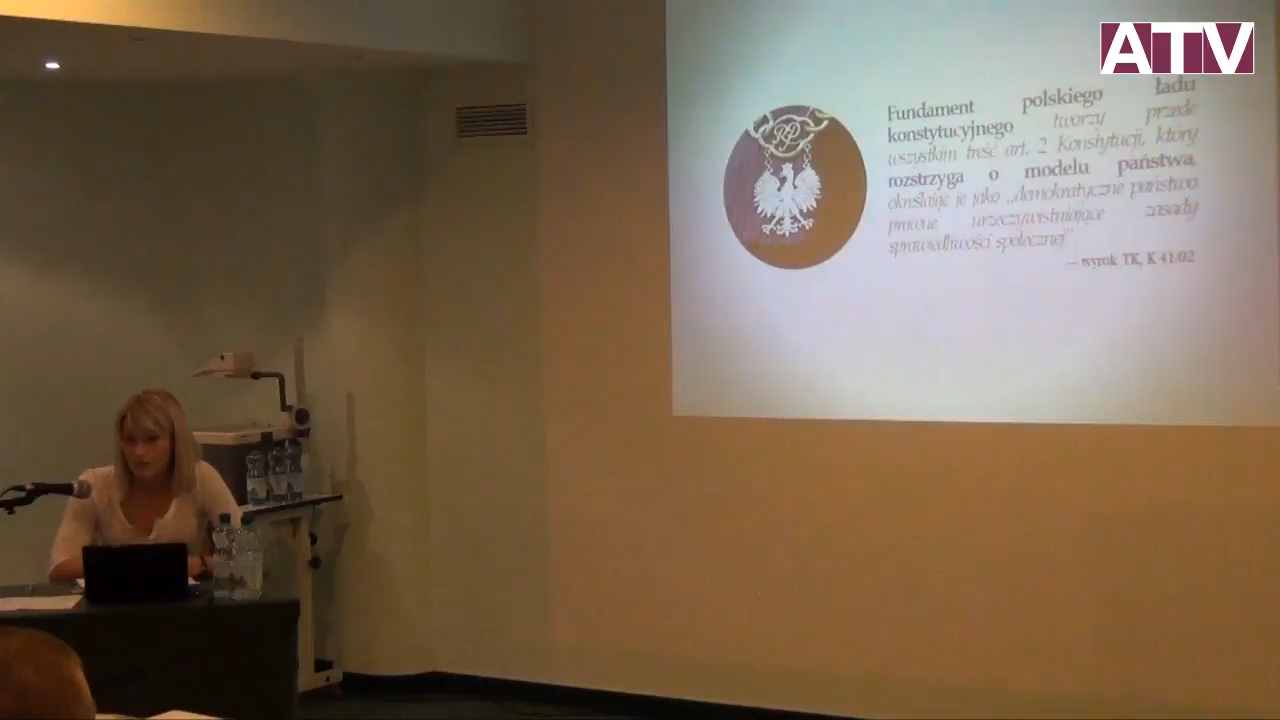 ATV
Fundament polskiego ładu
konstytucyjnego tworzy przede
wszystkim treść art. 2 Konstytucji, który
rozstrzyga o modelu państwa,
określając je jako „demokratyczne państwo
prawne urzeczywistniające zasady
sprawiedliwości społecznej”
— wyrok TK, K 41/02
RP